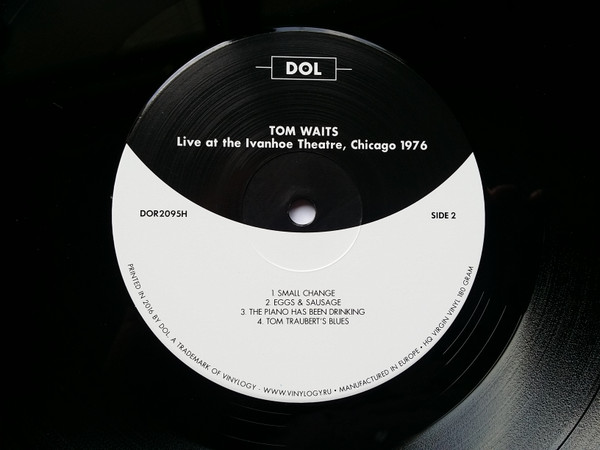 DOL
TOM WAITS
Live at the Ivanhoe Theatre, Chicago 1976
DOR2095H
SIDE 2
1 SMALL CHANGE
2. EGGS & SAUSAGE
3. THE PIANO HAS BEEN DRINKING
4. TOM TRAUBERT'S BLUES
PRINTED IN 2016 BY DOL. A TRADEMARK OF VINYLOGY - WWW.VINYLOGY.RU • MANUFACTURED IN EUROPE • HQ VIRGIN VINYL 180 GRAM